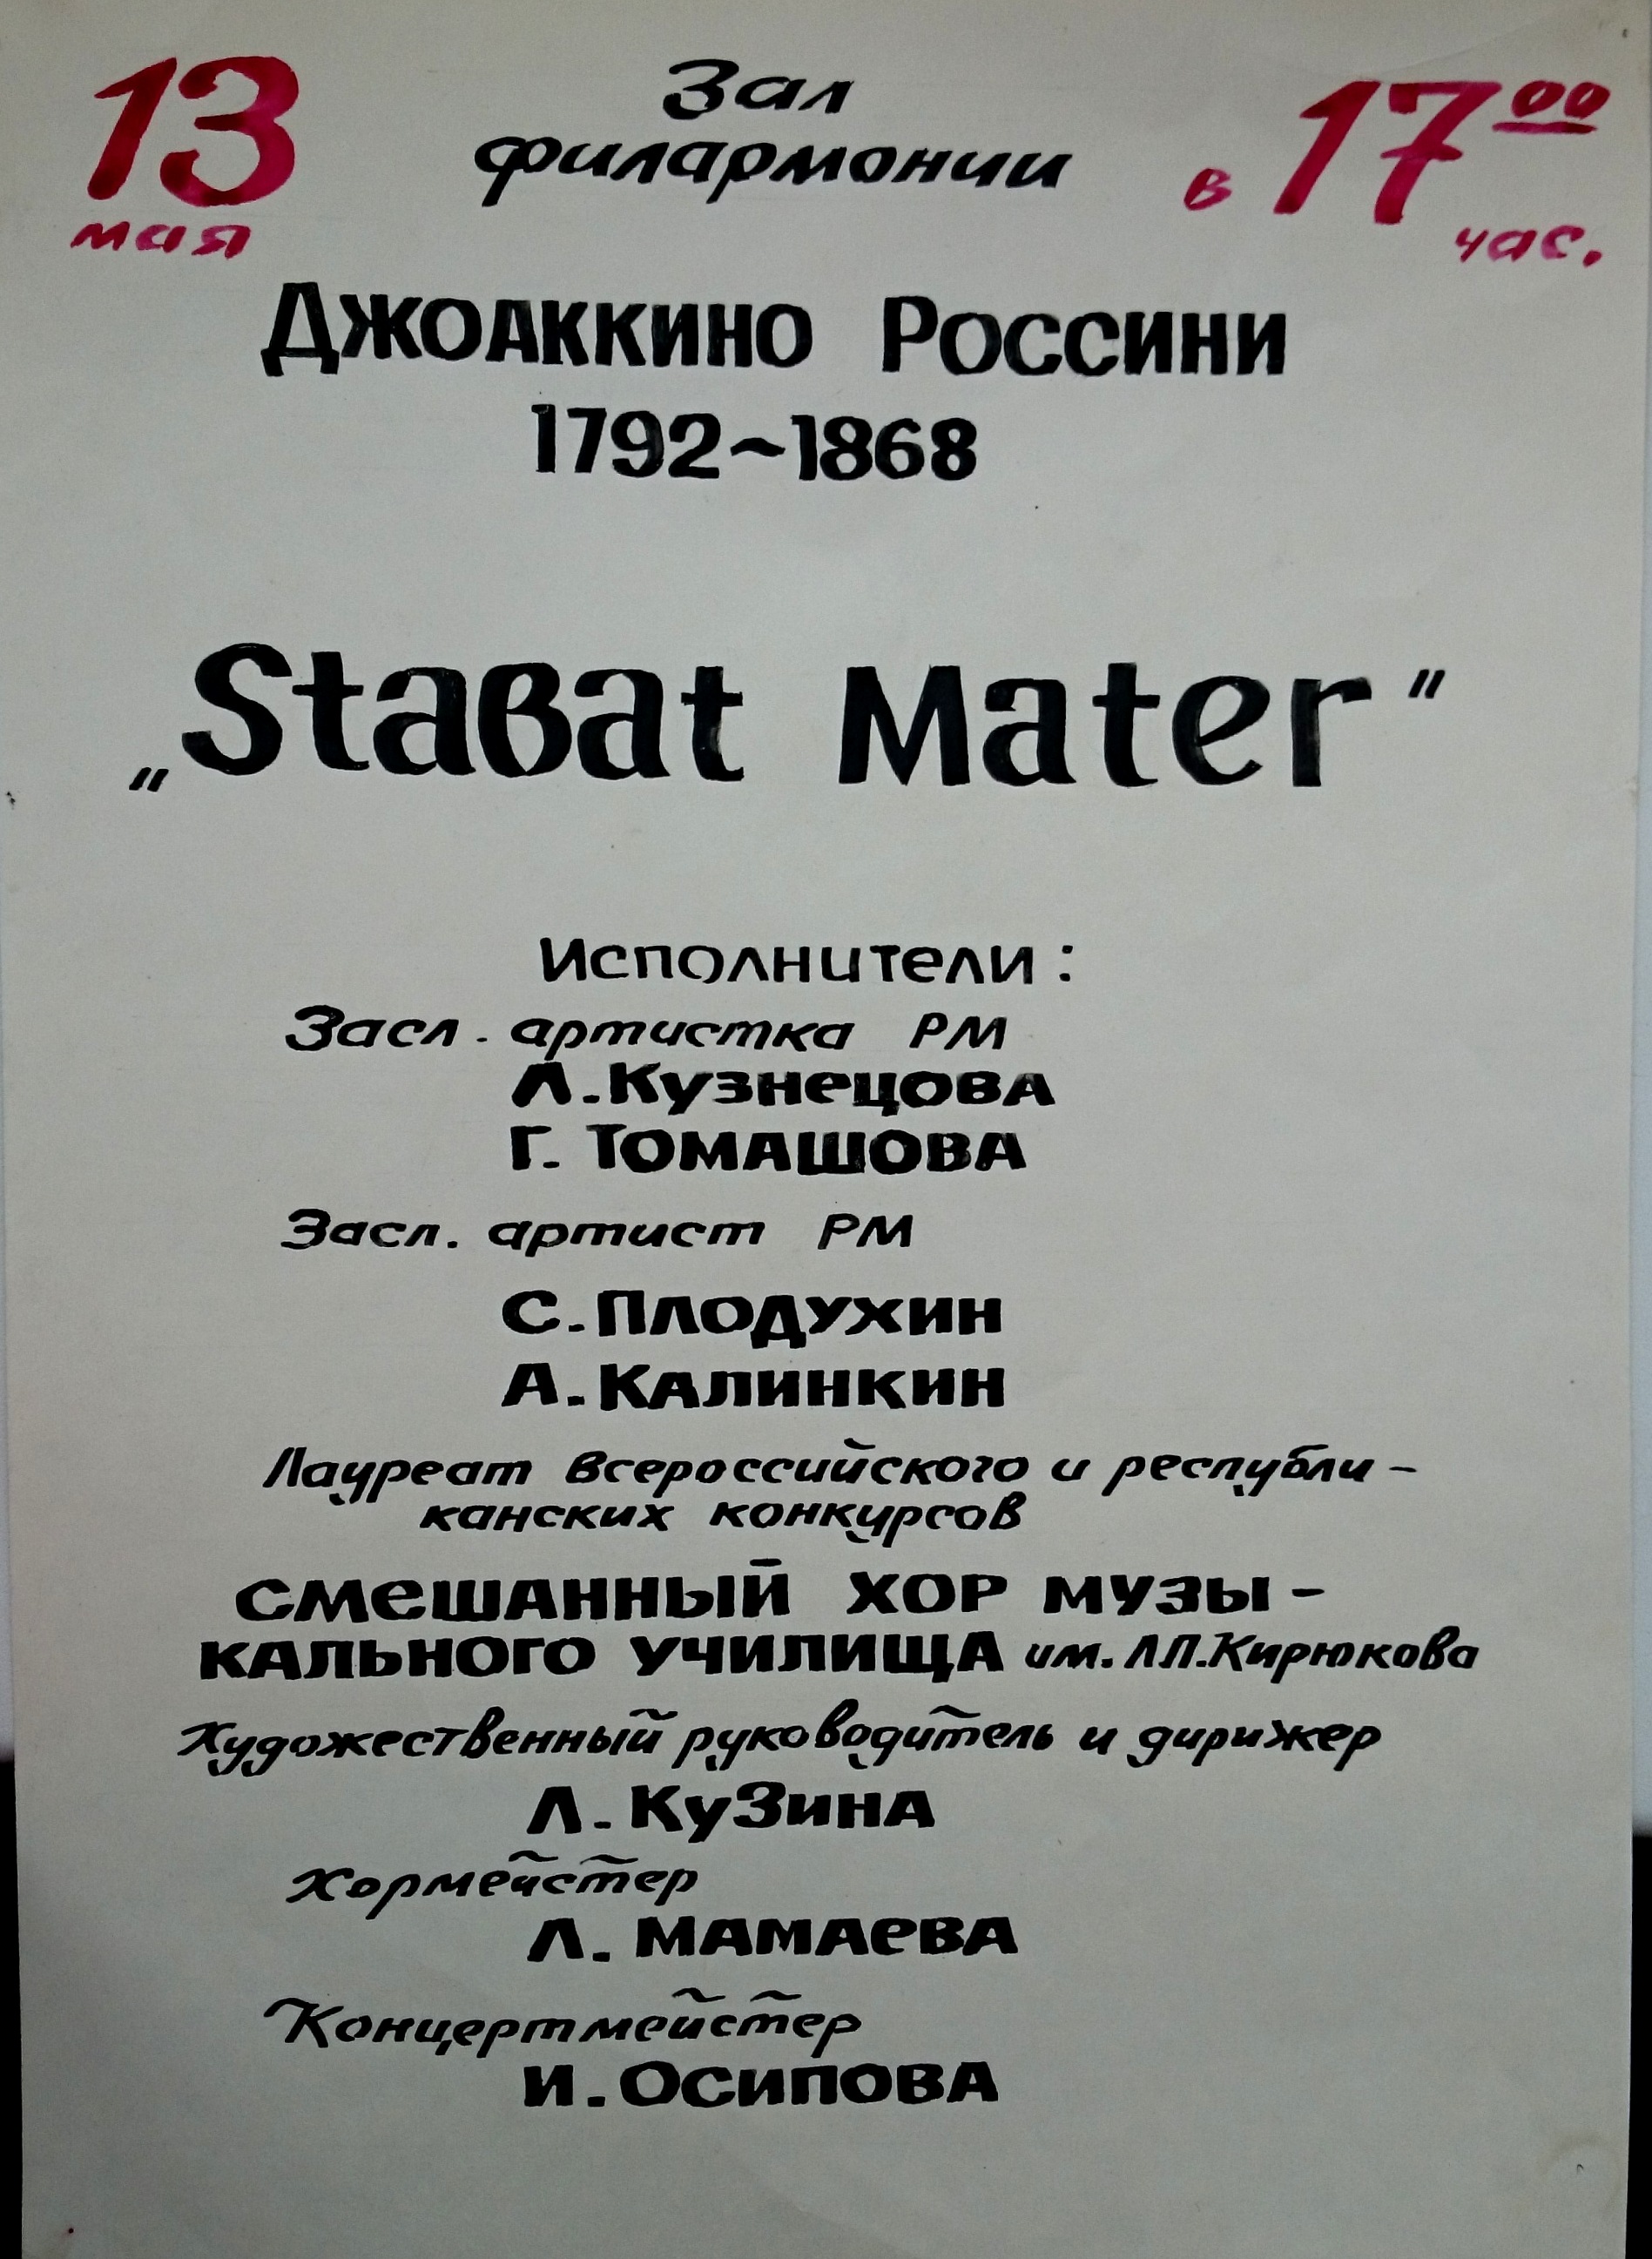 13 мая
Зал филармонии
в 17 00 час.
Джоаккино Россини
1792~1868
„Stabat Mater"
Исполнители:
Засл. артистка РМ
Л. Кузнецова
Г. Томашова
Засл. артист РМ
С. Плодухин
А. Калинкин
Лауреат Всероссийского и республи-
канских конкурсов
смешанный хор музы-
кального училища им. Л.П. Кирюкова
Художественный руководитель и дирижер
Л. Кузина
Хормейстер
Л. Мамаева
Концертмейстер
И. Осипова